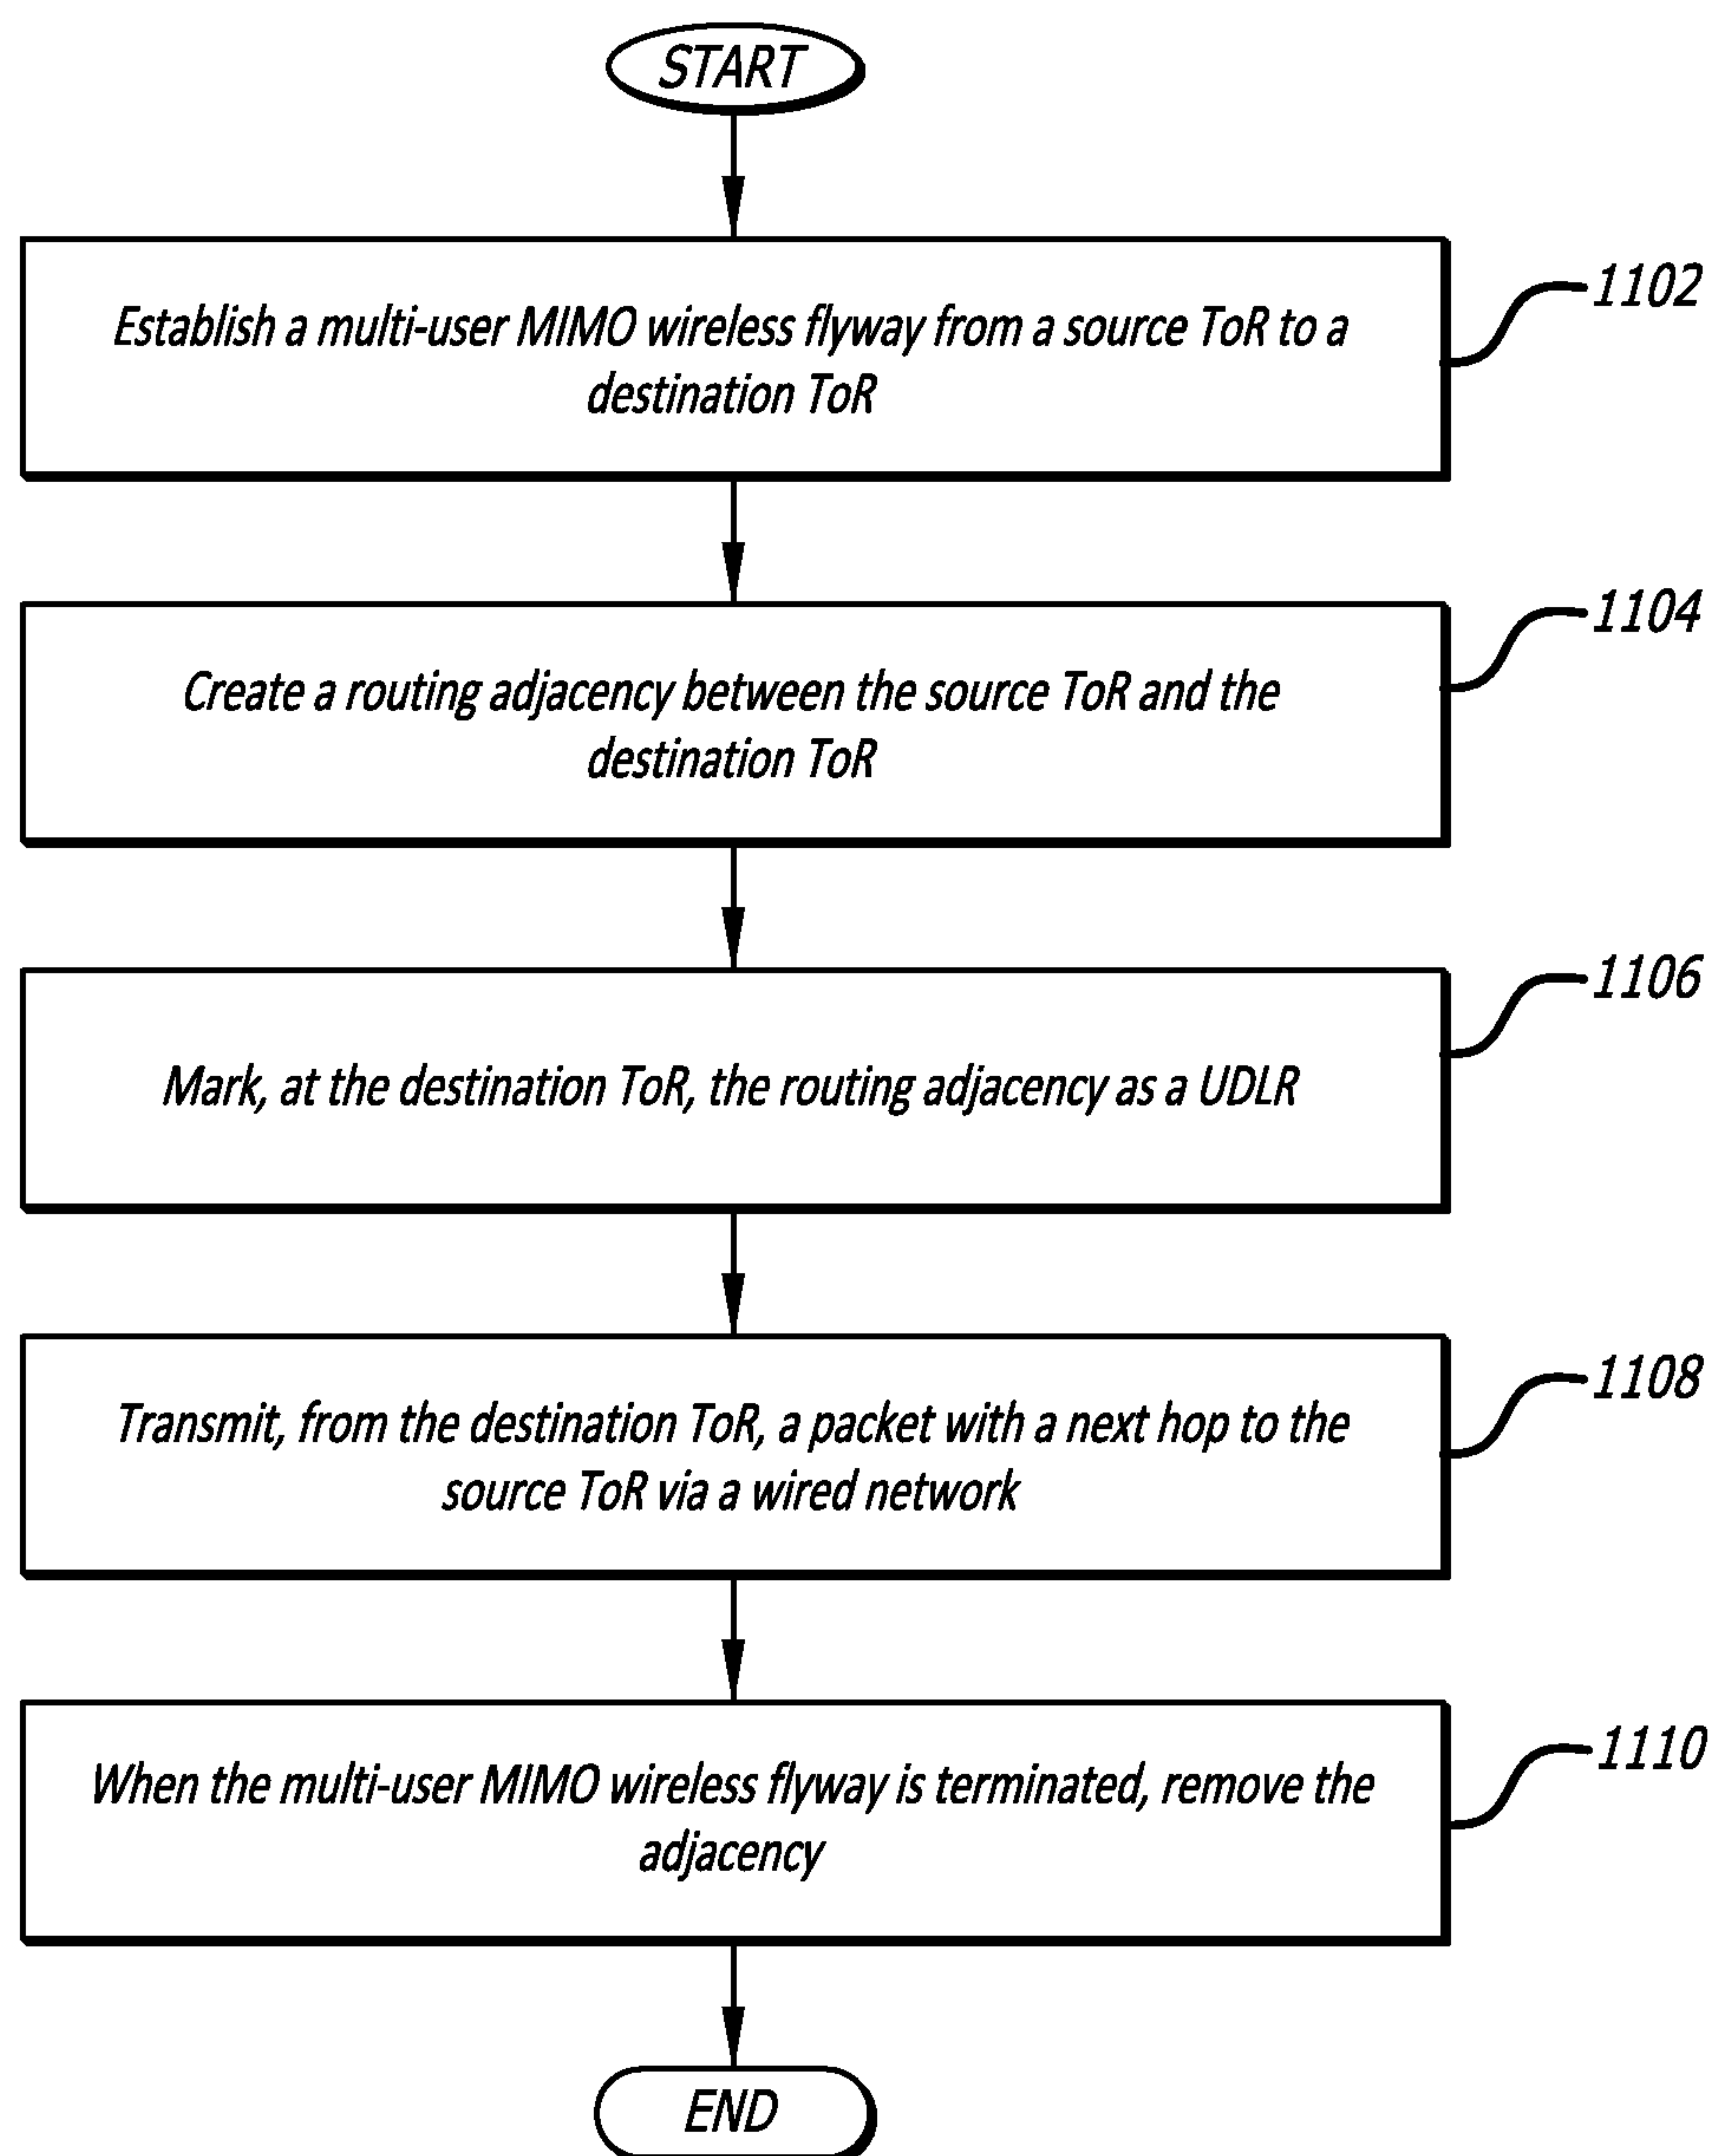 START
Establish a multi-user MIMO wireless flyway from a source ToR to a
destination ToR
1102
Create a routing adjacency between the source ToR and the
destination ToR
1104
Mark, at the destination ToR, the routing adjacency as a UDLR
1106
Transmit, from the destination ToR, a packet with a next hop to the
source ToR via a wired network
1108
When the multi-user MIMO wireless flyway is terminated, remove the
adjacency
1110
END